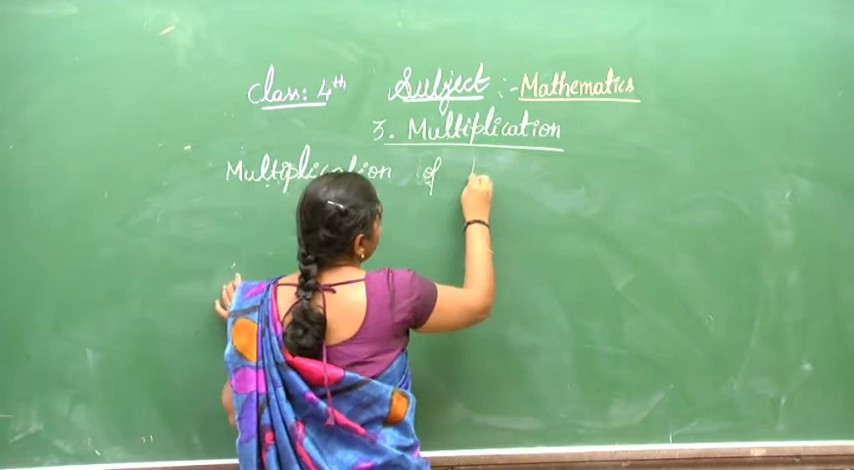 Class: 4th Subject :- Mathematics
3. Multiplication
Multiplication of